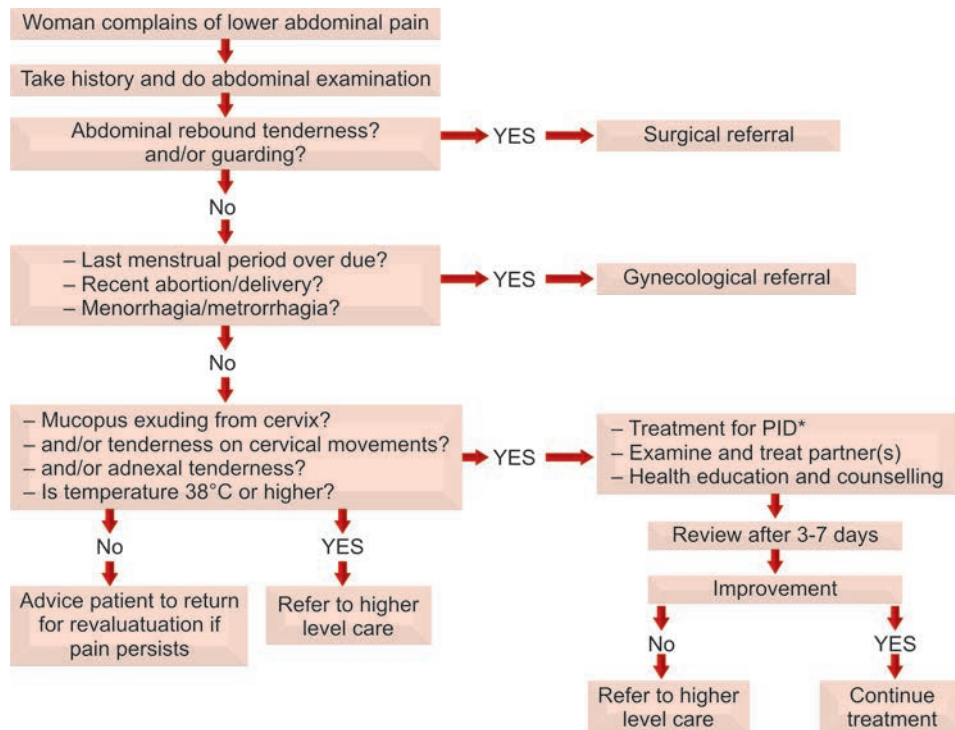 Woman complains of lower abdominal pain
Take history and do abdominal examination
Abdominal rebound tenderness?
and/or guarding?
YES
Surgical referral
No
– Last menstrual period over due?
– Recent abortion/delivery?
– Menorrhagia/metrorrhagia?
YES
Gynecological referral
No
– Mucopus exuding from cervix?
– and/or tenderness on cervical movements?
– and/or adnexal tenderness?
– Is temperature 38°C or higher?
YES
– Treatment for PID*
– Examine and treat partner(s)
– Health education and counselling
No
YES
Review after 3-7 days
Advice patient to return
for revaluatuation if
pain persists
Refer to higher
level care
Improvement
No
YES
Refer to higher
level care
Continue
treatment